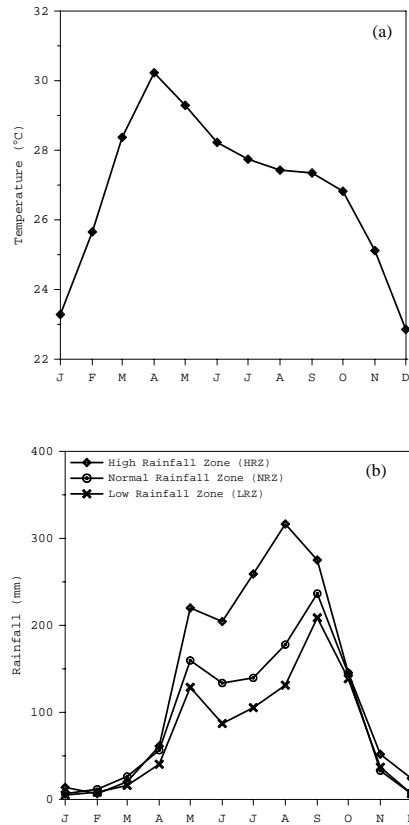 (a)
32
30
28
26
24
22
Temperature (°C)
J F M A M J J A S O N D
(b)
400
300
200
100
0
Rainfall (mm)
High Rainfall Zone (HRZ)
Normal Rainfall Zone (NRZ)
Low Rainfall Zone (LRZ)
J F M A M J J A S O N D